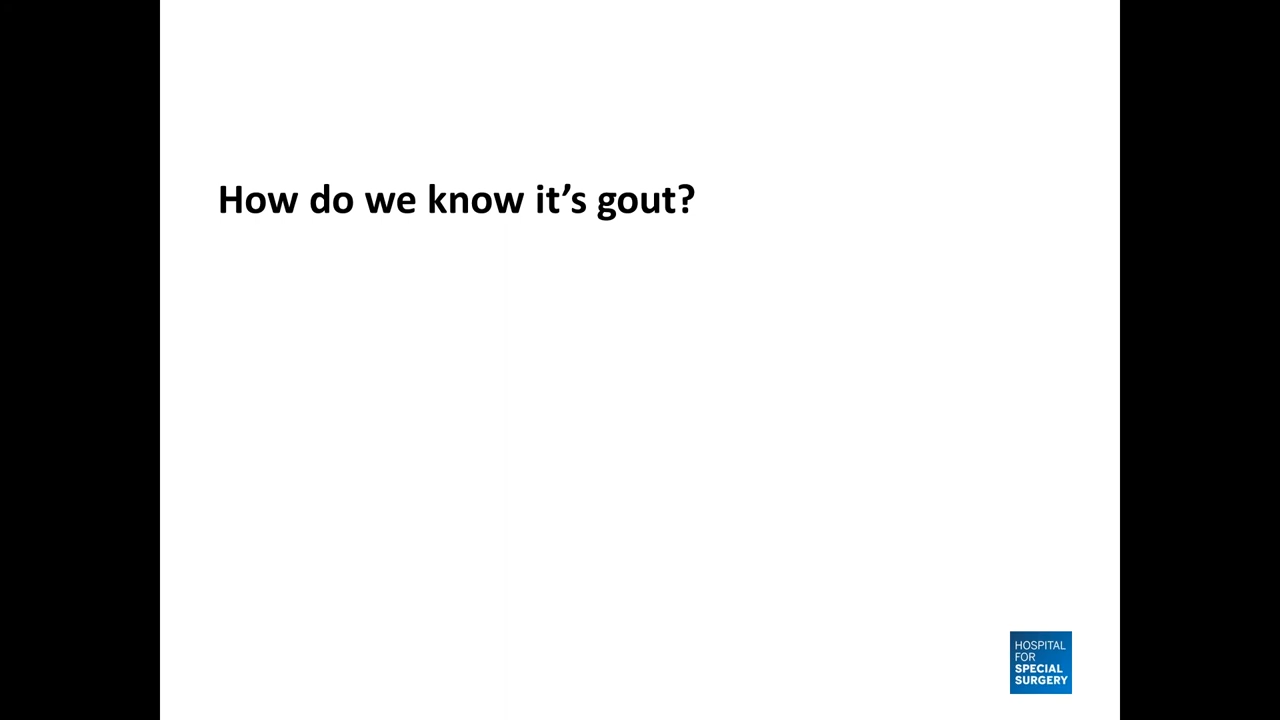 How do we know it’s gout?
HOSPITAL
FOR
SPECIAL
SURGERY